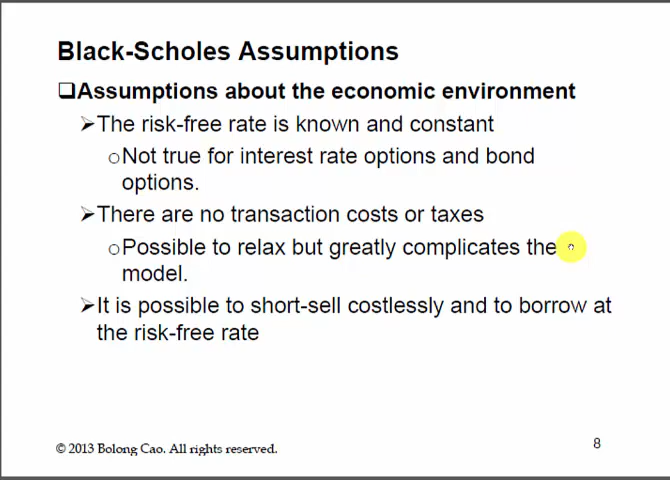 Black-Scholes Assumptions
❑Assumptions about the economic environment
➢The risk-free rate is known and constant
oNot true for interest rate options and bond
options.
➢There are no transaction costs or taxes
oPossible to relax but greatly complicates the
model.
➢It is possible to short-sell costlessly and to borrow at
the risk-free rate
© 2013 Bolong Cao. All rights reserved.
8